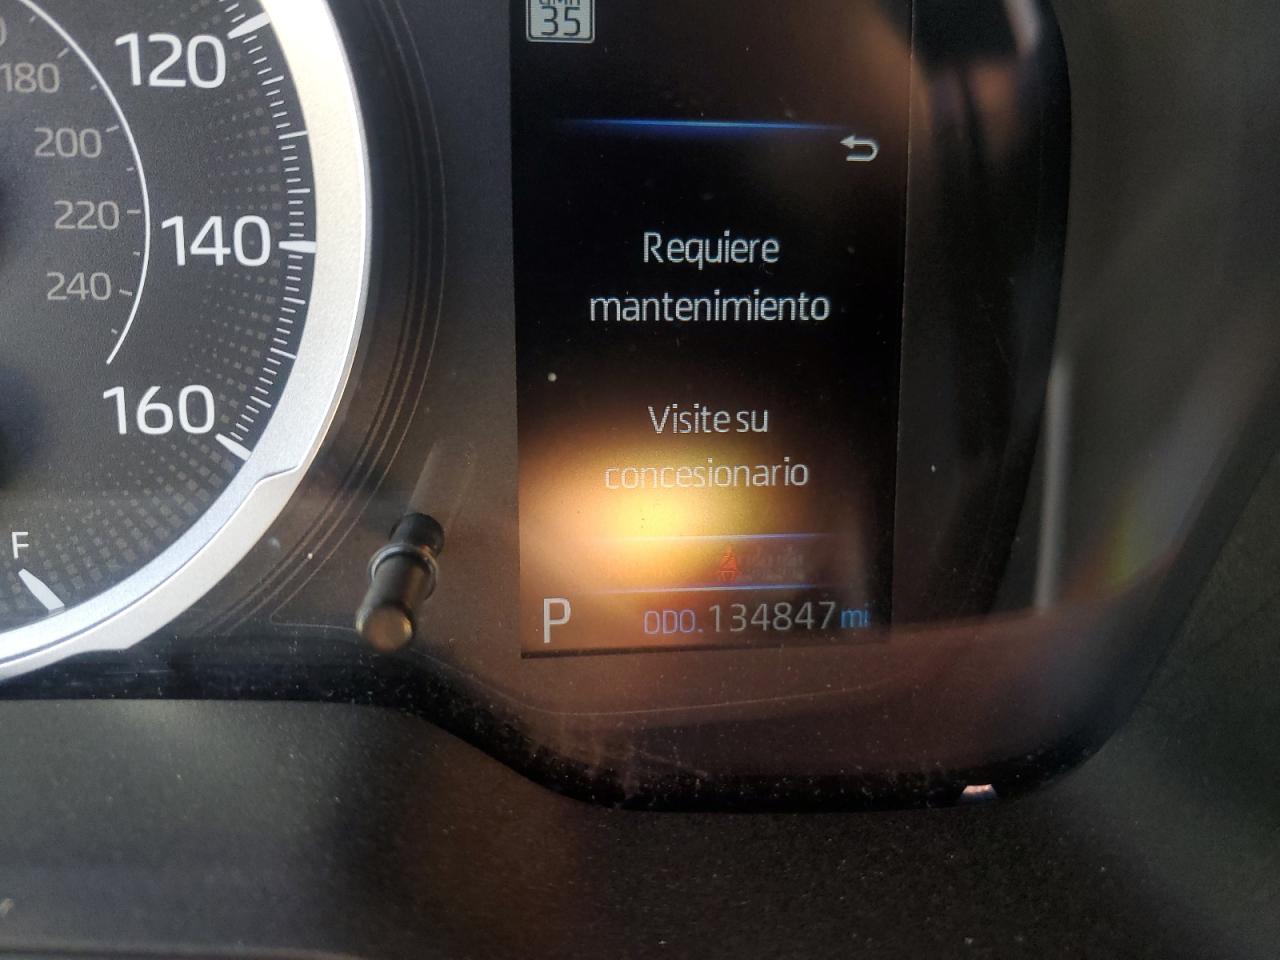 120
180
200
220
140
240
160
F
35
Requiere
mantenimiento
Visite su
concesionario
P
ODO. 134847 mi